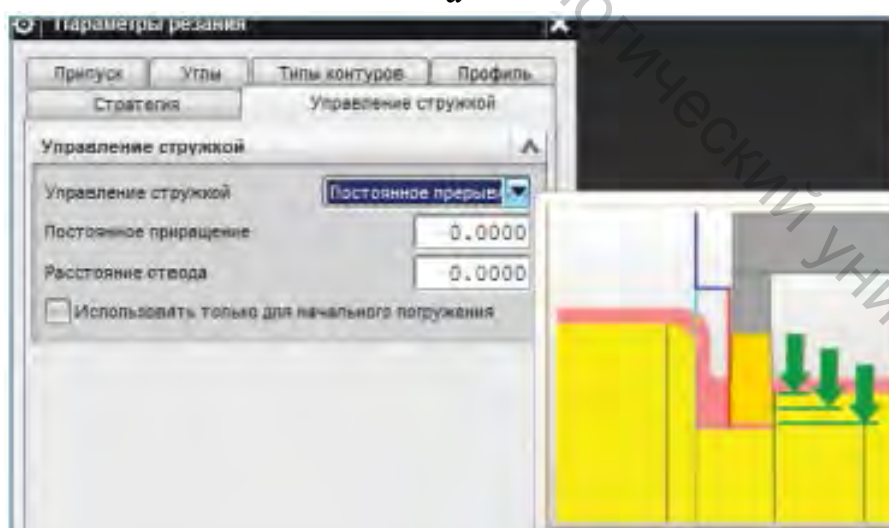 Параметры резания
Припуск Углы Типы контуров Профиль
Стратегия Управление стружкой
Управление стружкой
Управление стружкой Постоянное прерыв
Постоянное приращение 0.0000
Расстояние отвода 0.0000
Использовать только для начального погружения